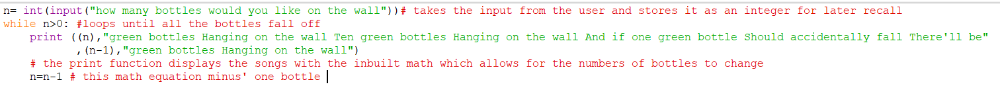 n= int(input("how many bottles would you like on the wall"))# takes the input from the user and stores it as an integer for later recall
while n>0: #loops until all the bottles fall off
    print ((n),"green bottles Hanging on the wall Ten green bottles Hanging on the wall And if one green bottle Should accidentally fall There'll be"
           ,(n-1),"green bottles Hanging on the wall")
    # the print function displays the songs with the inbuilt math which allows for the numbers of bottles to change
    n=n-1 # this math equation minus' one bottle